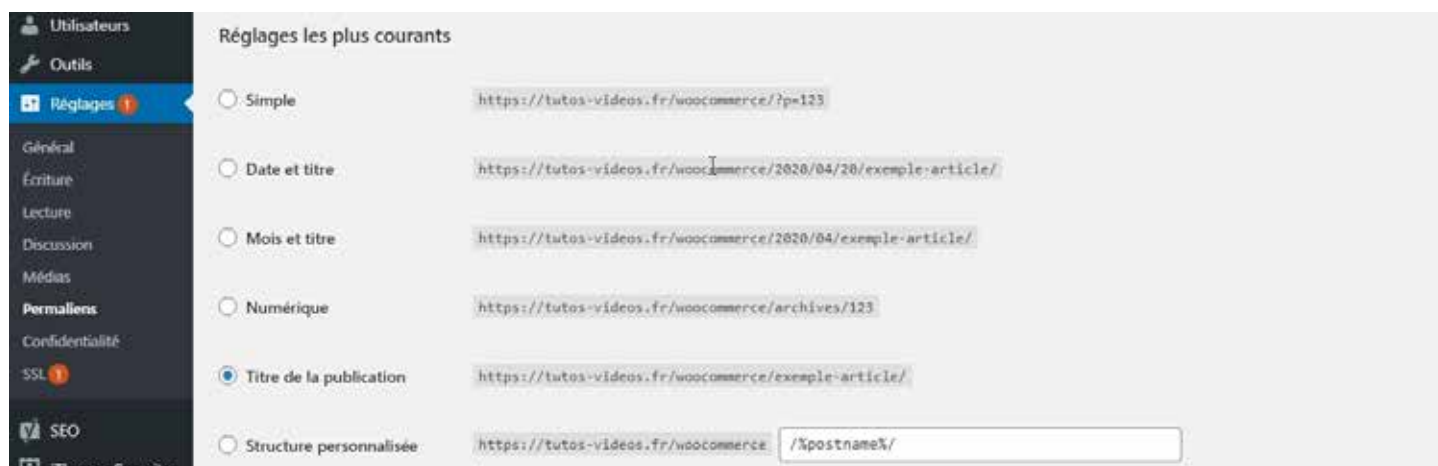 Utilisateurs
Outils
Réglages 1
Général
Écriture
Lecture
Discussion
Médias
Permaliens
Confidentialité
SSL 1
SEO
Réglages les plus courants
Simple https://tutos-videos.fr/woocommerce/?p=123
Date et titre https://tutos-videos.fr/woocommerce/2020/04/20/exemple-article/
Mois et titre https://tutos-videos.fr/woocommerce/2020/04/exemple-article/
Numérique https://tutos-videos.fr/woocommerce/archives/123
Titre de la publication https://tutos-videos.fr/woocommerce/exemple-article/
Structure personnalisée https://tutos-videos.fr/woocommerce /%postname%/